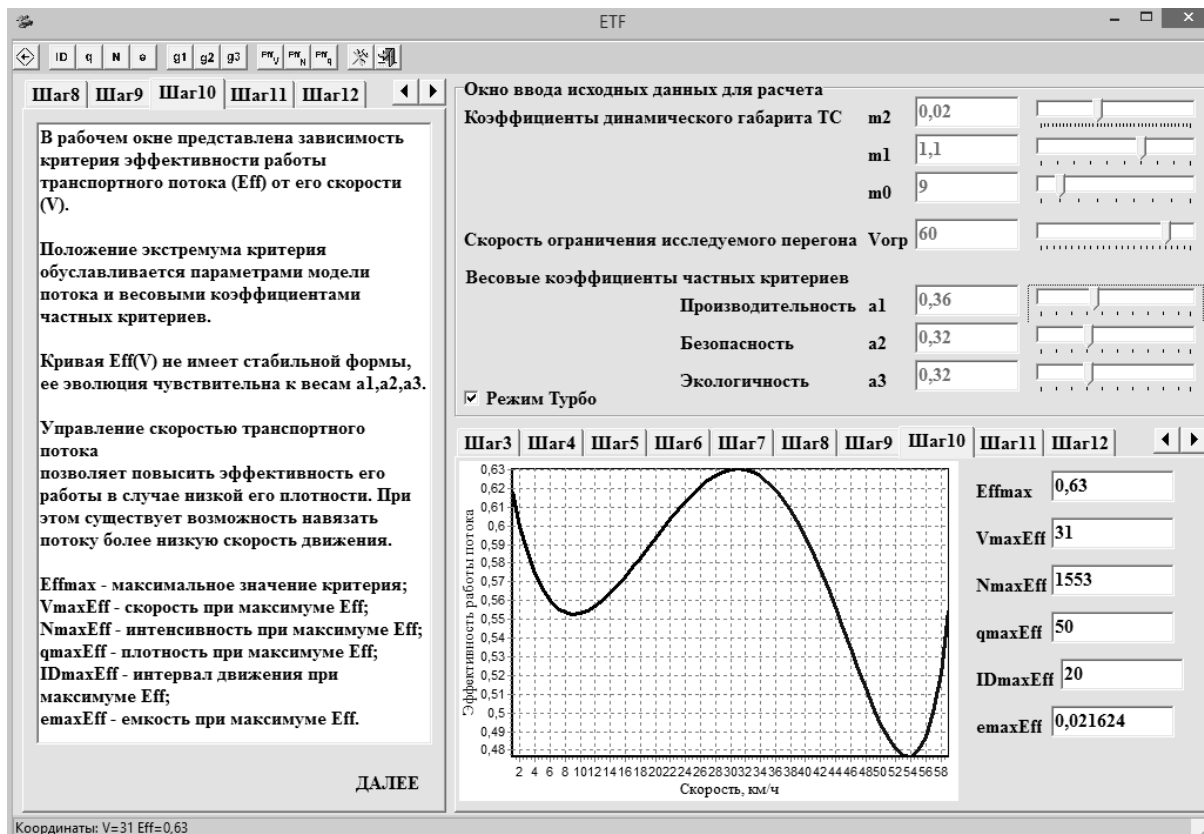 ETF
ID q N e g1 g2 g3 Eff_V Eff_N Eff_q
Шаг8 Шаг9 Шаг10 Шаг11 Шаг12
В рабочем окне представлена зависимость
критерия эффективности работы
транспортного потока (Eff) от его скорости
(V).
Положение экстремума критерия
обуславливается параметрами модели
потока и весовыми коэффициентами
частных критериев.
Кривая Eff(V) не имеет стабильной формы,
ее эволюция чувствительна к весам a1,a2,a3.
Управление скоростью транспортного
потока
позволяет повысить эффективность его
работы в случае низкой его плотности. При
этом существует возможность навязать
потоку более низкую скорость движения.
Effmax - максимальное значение критерия;
VmaxEff - скорость при максимуме Eff;
NmaxEff - интенсивность при максимуме Eff;
qmaxEff - плотность при максимуме Eff;
IDmaxEff - интервал движения при
максимуме Eff;
emaxEff - емкость при максимуме Eff.
ДАЛЕЕ
Окно ввода исходных данных для расчета
Коэффициенты динамического габарита ТС m2 0,02
m1 1,1
m0 9
Скорость ограничения исследуемого перегона Vогр 60
Весовые коэффициенты частных критериев
Производительность a1 0,36
Безопасность a2 0,32
Экологичность a3 0,32
Режим Турбо
Шаг3 Шаг4 Шаг5 Шаг6 Шаг7 Шаг8 Шаг9 Шаг10 Шаг11 Шаг12
Эффективность работы потока
0,63
0,62
0,61
0,6
0,59
0,58
0,57
0,56
0,55
0,54
0,53
0,52
0,51
0,5
0,49
0,48
2 4 6 8 10 12 14 16 18 20 22 24 26 28 30 32 34 36 38 40 42 44 46 48 50 52 54 56 58
Скорость, км/ч
Effmax 0,63
VmaxEff 31
NmaxEff 1553
qmaxEff 50
IDmaxEff 20
emaxEff 0,021624
Координаты: V=31 Eff=0,63